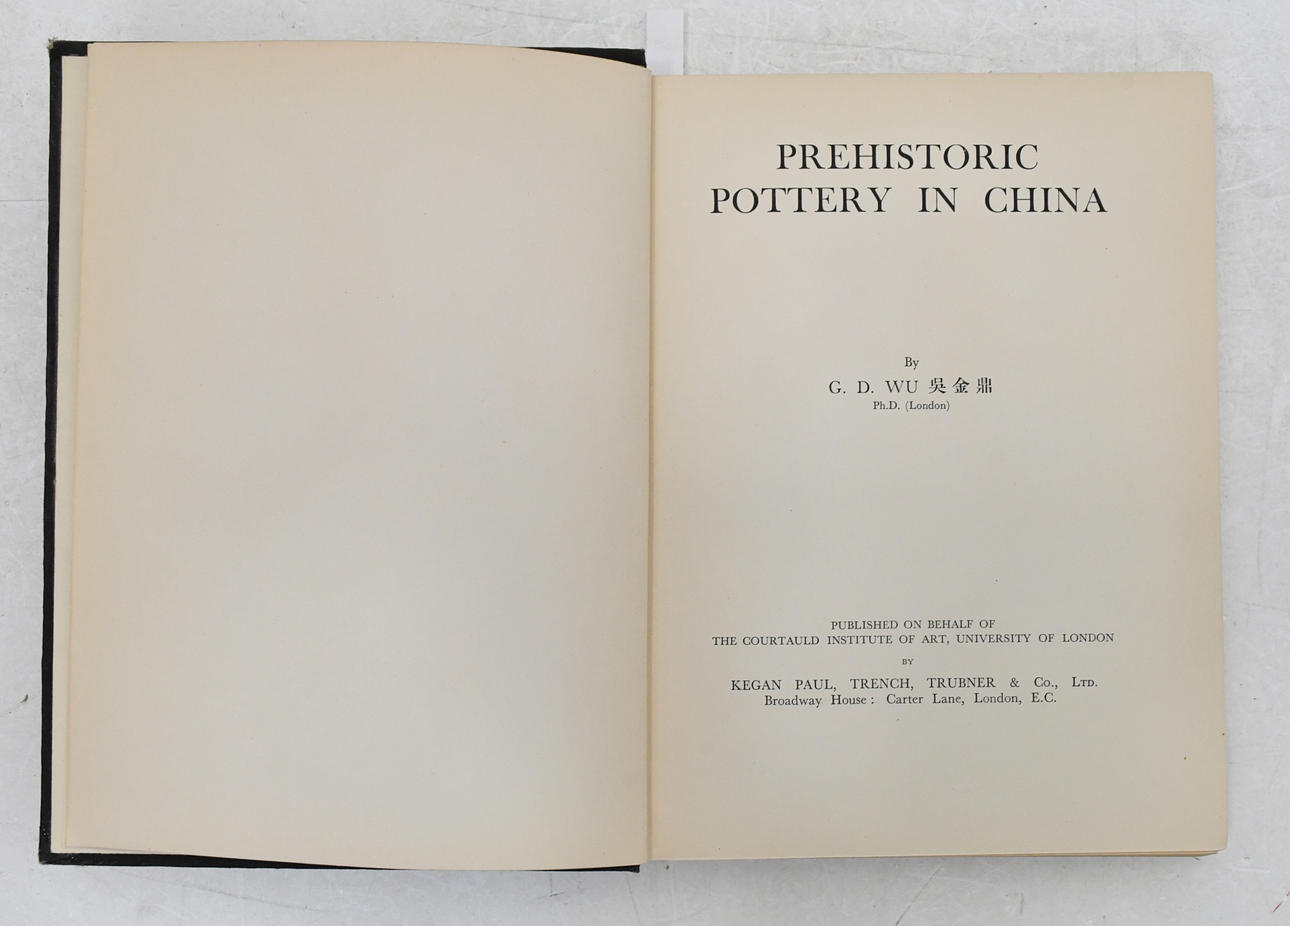 PREHISTORIC
POTTERY IN CHINA
By
G. D. WU 吳金鼎
Ph.D. (London)
PUBLISHED ON BEHALF OF
THE COURTAULD INSTITUTE OF ART, UNIVERSITY OF LONDON
BY
KEGAN PAUL, TRENCH, TRUBNER & Co., LTD.
Broadway House : Carter Lane, London, E.C.